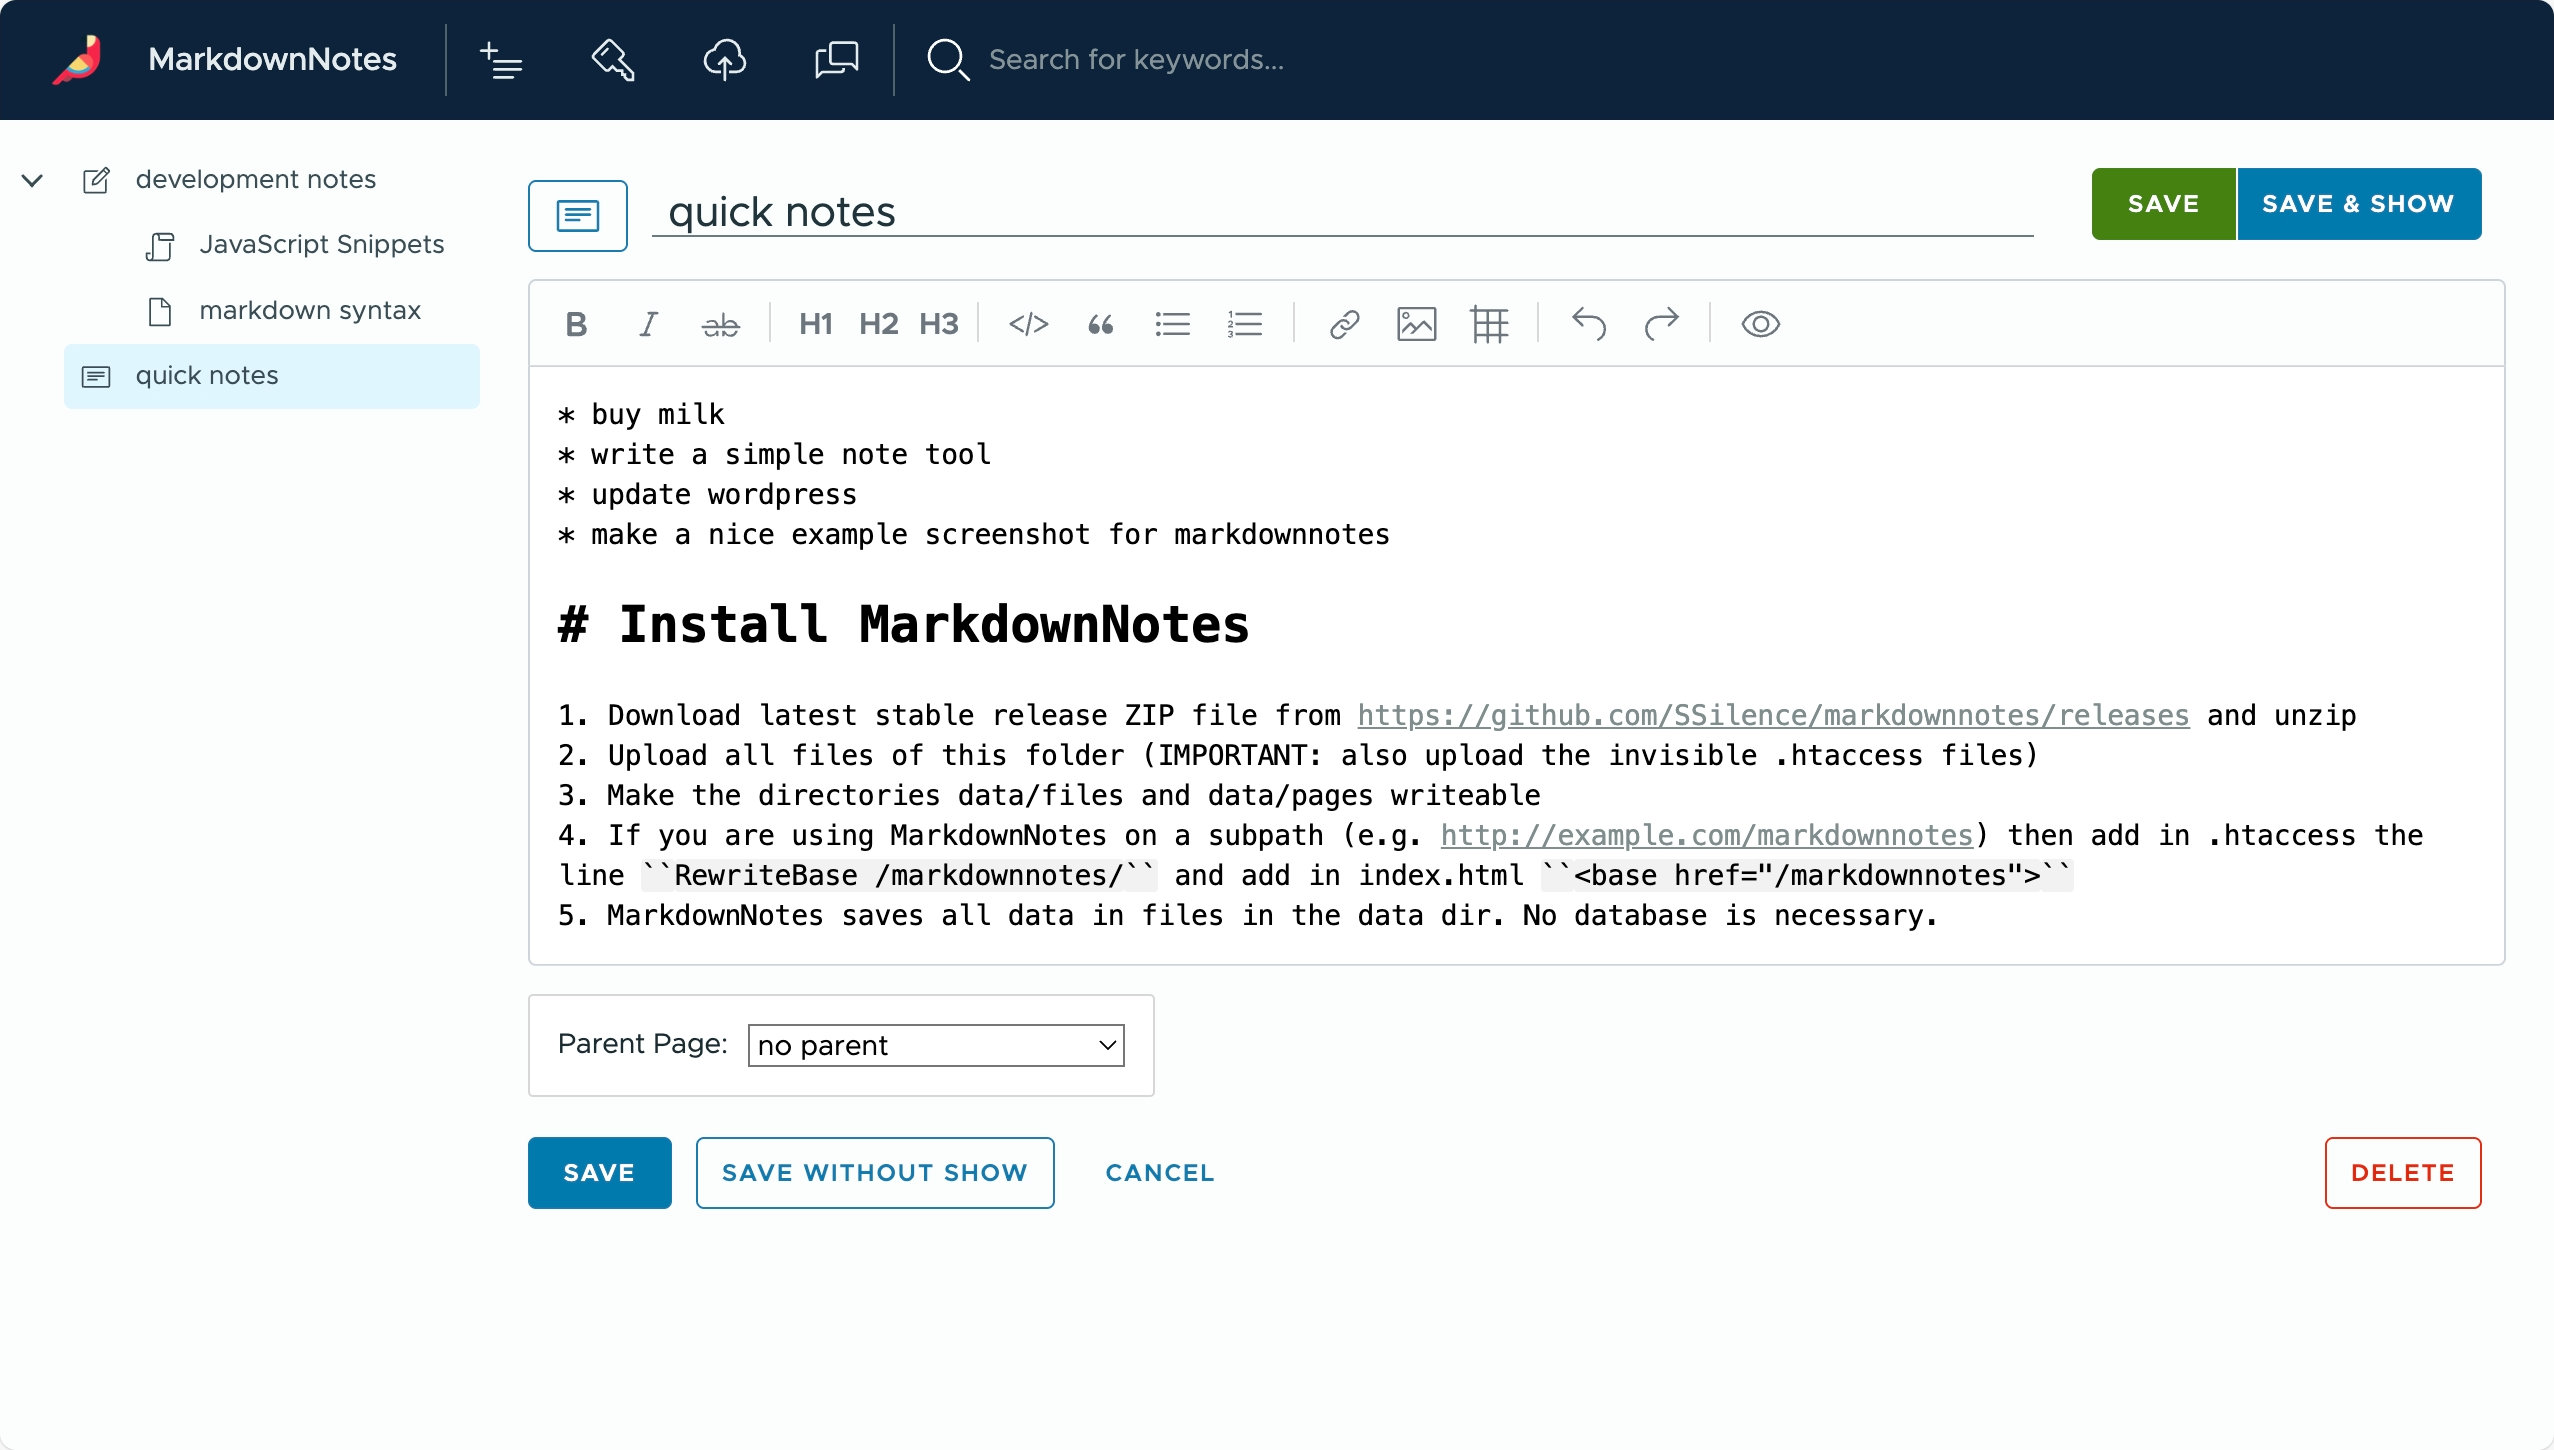 MarkdownNotes
Search for keywords...
development notes
JavaScript Snippets
markdown syntax
quick notes
quick notes
SAVE
SAVE & SHOW
B I ab H1 H2 H3 </> “
* buy milk
* write a simple note tool
* update wordpress
* make a nice example screenshot for markdownnotes
# Install MarkdownNotes
1. Download latest stable release ZIP file from https://github.com/SSilence/markdownnotes/releases and unzip
2. Upload all files of this folder (IMPORTANT: also upload the invisible .htaccess files)
3. Make the directories data/files and data/pages writeable
4. If you are using MarkdownNotes on a subpath (e.g. http://example.com/markdownnotes) then add in .htaccess the
line ``RewriteBase /markdownnotes/`` and add in index.html ``<base href="/markdownnotes">``
5. MarkdownNotes saves all data in files in the data dir. No database is necessary.
Parent Page: no parent
SAVE
SAVE WITHOUT SHOW
CANCEL
DELETE